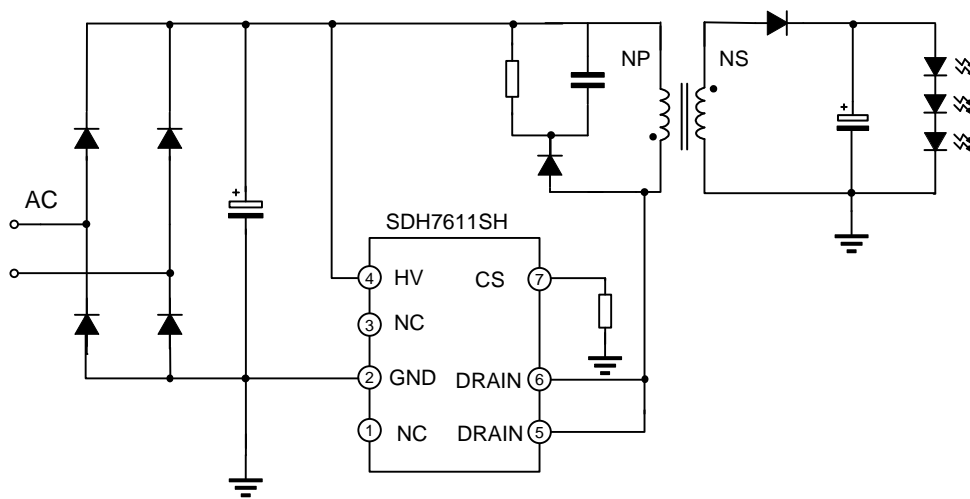 NP
NS
+
AC
+
SDH7611SH
4 HV
CS 7
3 NC
2 GND
DRAIN 6
1 NC
DRAIN 5